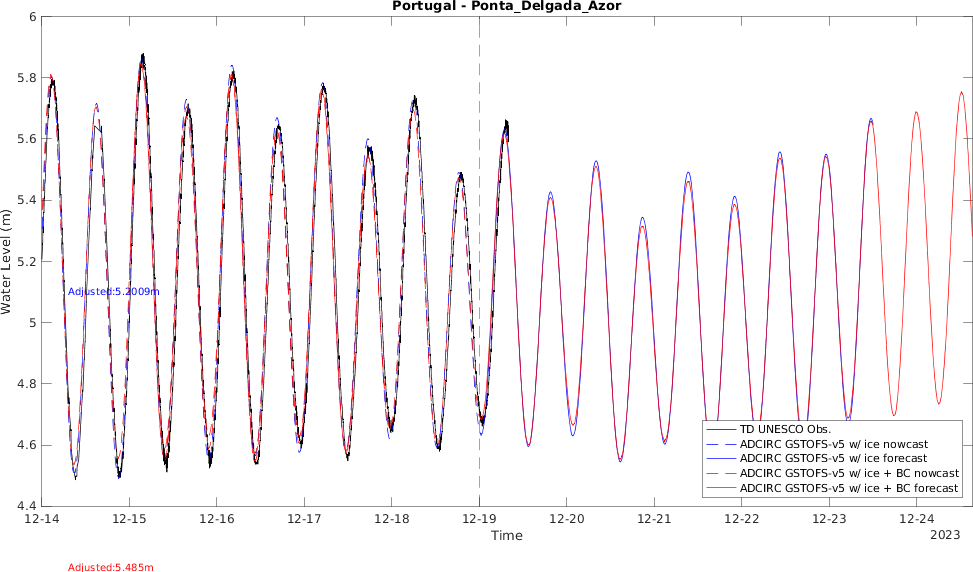 Portugal - Ponta_Delgada_Azor
6
5.8
5.6
5.4
5.2
5
4.8
4.6
4.4
Water Level (m)
Adjusted:5.2009m
TD UNESCO Obs.
ADCIRC GSTOFS-v5 w/ ice nowcast
ADCIRC GSTOFS-v5 w/ ice forecast
ADCIRC GSTOFS-v5 w/ ice + BC nowcast
ADCIRC GSTOFS-v5 w/ ice + BC forecast
12-14 12-15 12-16 12-17 12-18 12-19 12-20 12-21 12-22 12-23 12-24
Time
2023
Adjusted:5.485m